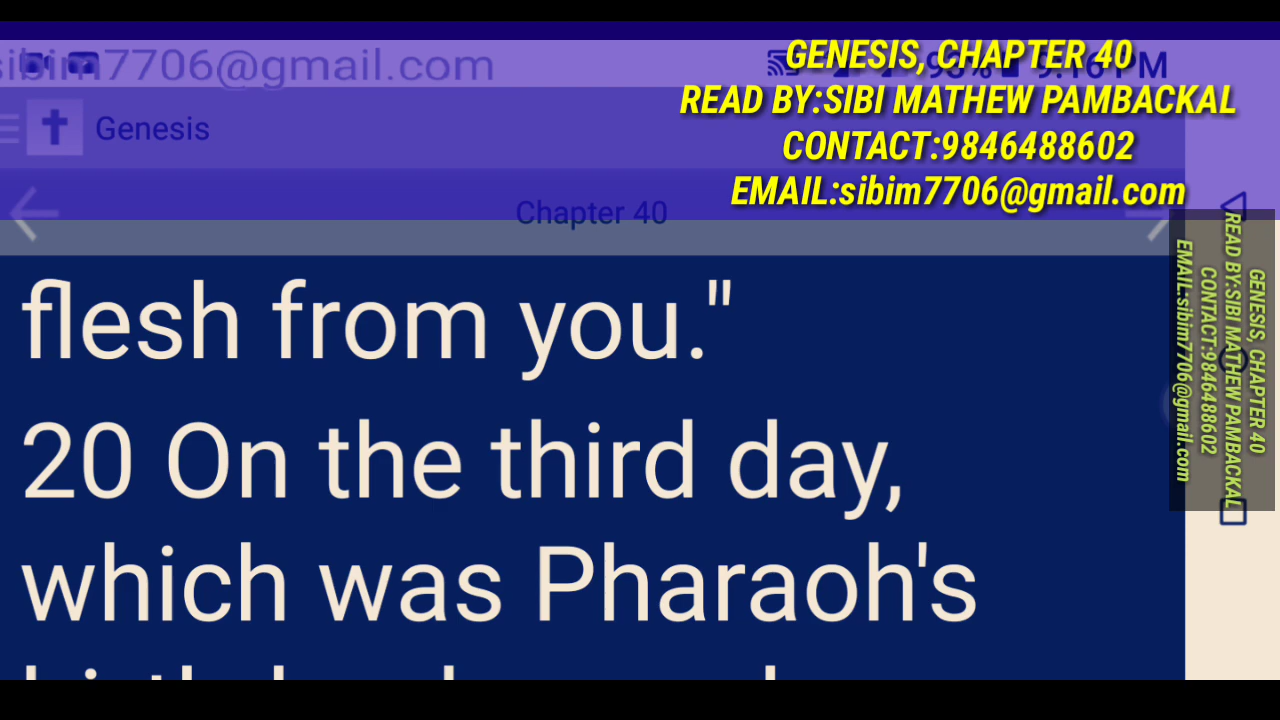 sibim7706@gmail.com
GENESIS, CHAPTER 40
READ BY:SIBI MATHEW PAMBACKAL
CONTACT:9846488602
EMAIL:sibim7706@gmail.com
Genesis
Chapter 40
flesh from you."
20 On the third day,
which was Pharaoh's
GENESIS, CHAPTER 40
READ BY:SIBI MATHEW PAMBACKAL
CONTACT:9846488602
EMAIL:sibim7706@gmail.com